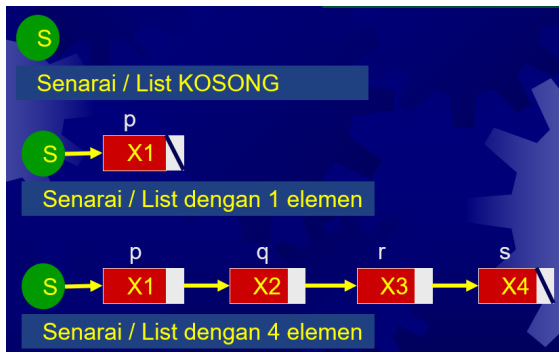 S
Senarai / List KOSONG
p
S X1
Senarai / List dengan 1 elemen
p q r s
S X1 X2 X3 X4
Senarai / List dengan 4 elemen